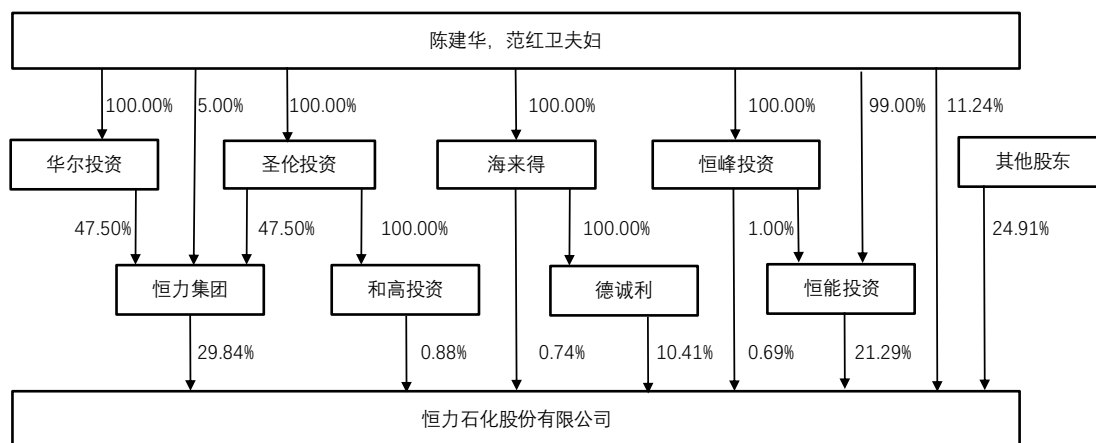 陈建华，范红卫夫妇
100.00%
5.00%
100.00%
100.00%
100.00%
99.00%
11.24%
华尔投资
圣伦投资
海来得
恒峰投资
其他股东
47.50%
47.50%
100.00%
100.00%
1.00%
24.91%
恒力集团
和高投资
德诚利
恒能投资
29.84%
0.88%
0.74%
10.41%
0.69%
21.29%
恒力石化股份有限公司